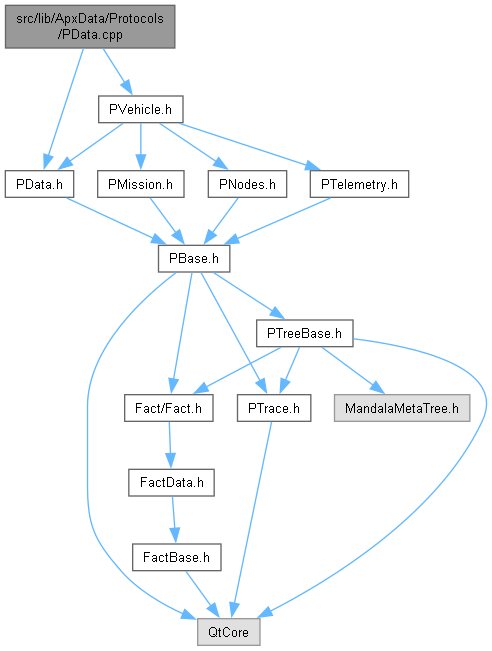 src/lib/ApxData/Protocols
/PData.cpp
PVehicle.h
PData.h
PMission.h
PNodes.h
PTelemetry.h
PBase.h
PTreeBase.h
Fact/Fact.h
PTrace.h
MandalaMetaTree.h
FactData.h
FactBase.h
QtCore